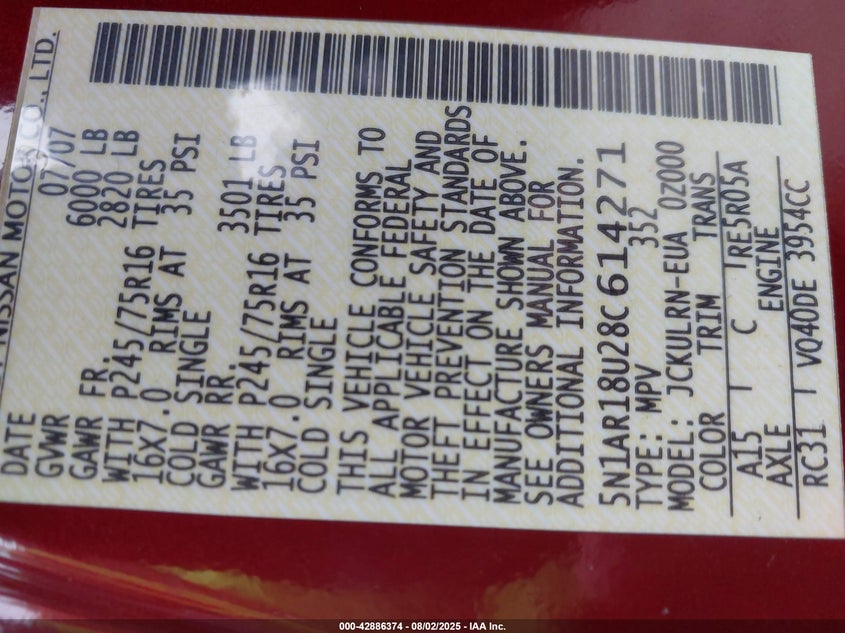 NISSAN MOTOR CO., LTD.
DATE 07/07
GVWR 6000 LB
GAWR FR. 2820 LB
WITH P245/75R16 TIRES
16X7.0 RIMS AT 35 PSI
COLD SINGLE
GAWR RR. 3501 LB
WITH P245/75R16 TIRES
16X7.0 RIMS AT 35 PSI
COLD SINGLE
THIS VEHICLE CONFORMS TO
ALL APPLICABLE FEDERAL
MOTOR VEHICLE SAFETY AND
THEFT PREVENTION STANDARDS
IN EFFECT ON THE DATE OF
MANUFACTURE SHOWN ABOVE.
SEE OWNERS MANUAL FOR
ADDITIONAL INFORMATION.
5N1AR18U28C614271
TYPE: MPV 352
MODEL: JCKULRN-EUA 0Z000
COLOR TRIM TRANS
A15 C RE5R05A
AXLE ENGINE
RC31 VQ40DE 3954CC
000-42886374 - 08/02/2025 - IAA Inc.